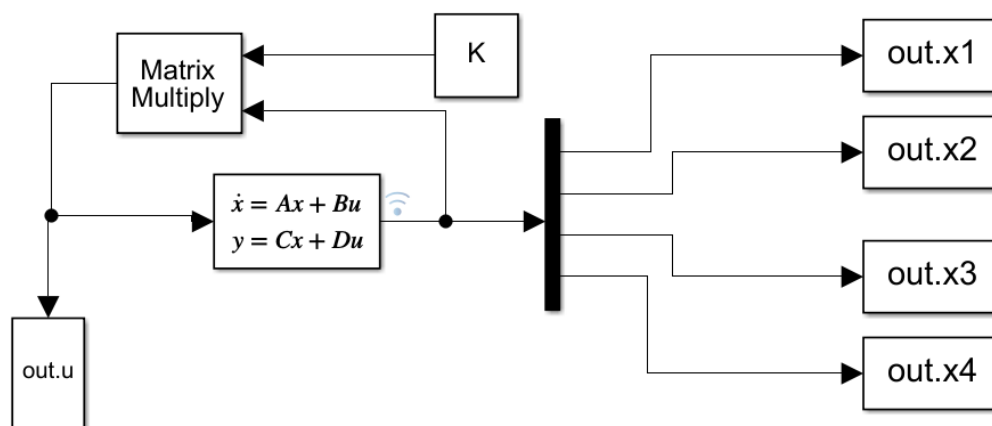 Matrix
Multiply
K
ẋ = Ax + Bu
y = Cx + Du
out.u
out.x1
out.x2
out.x3
out.x4